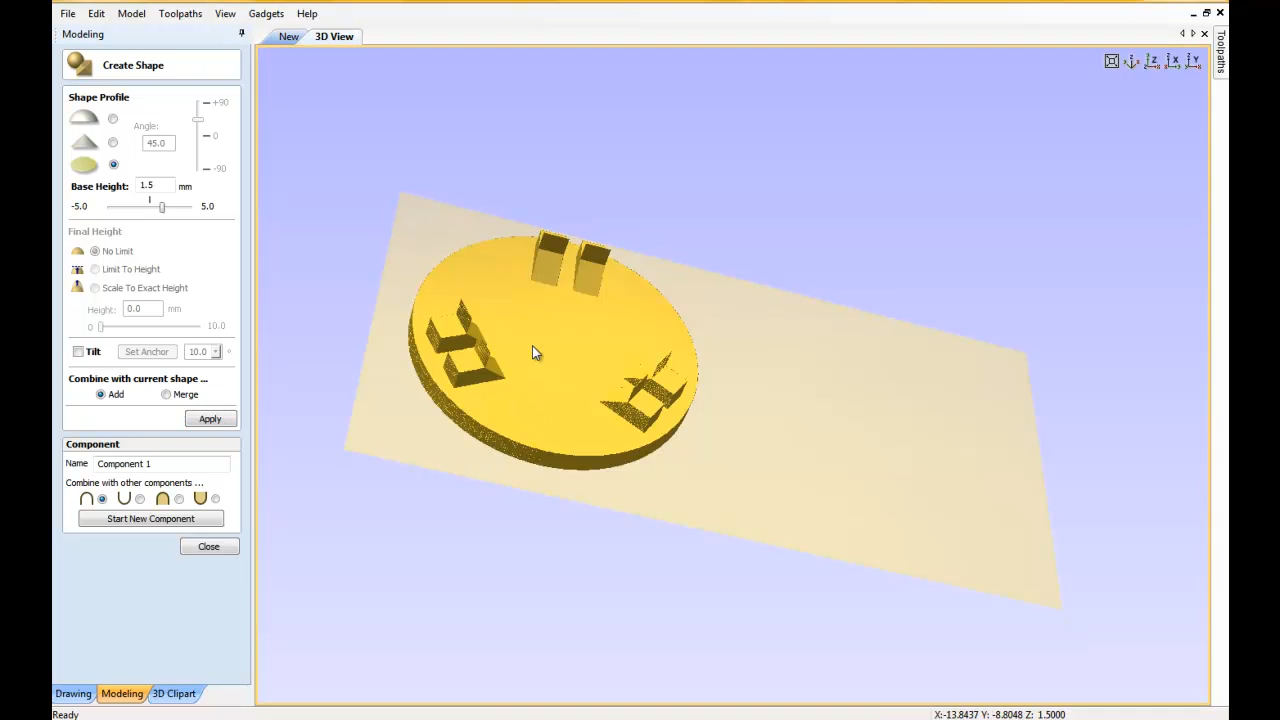 File Edit Model Toolpaths View Gadgets Help
Modeling
New 3D View
Toolpaths
Create Shape
Shape Profile
+90
Angle:
45.0
0
-90
Base Height: 1.5 mm
-5.0 5.0
Final Height
No Limit
Limit To Height
Scale To Exact Height
Height: 0.0 mm
0 10.0
Tilt Set Anchor 10.0 °
Combine with current shape ...
Add Merge
Apply
Component
Name Component 1
Combine with other components ...
Start New Component
Close
Z X Y
Drawing Modeling 3D Clipart
Ready
X:-13.8437 Y: -8.8048 Z: 1.5000